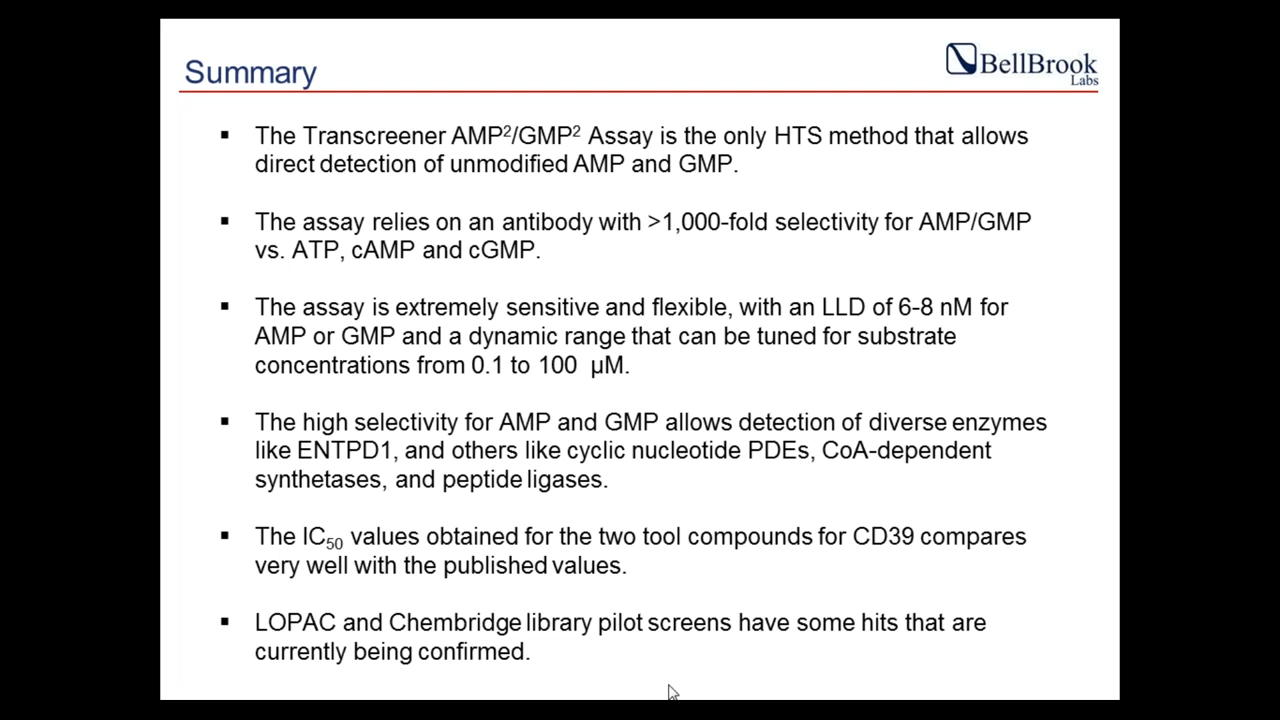 Summary
BellBrook
Labs
▪ The Transcreener AMP²/GMP² Assay is the only HTS method that allows
direct detection of unmodified AMP and GMP.
▪ The assay relies on an antibody with >1,000-fold selectivity for AMP/GMP
vs. ATP, cAMP and cGMP.
▪ The assay is extremely sensitive and flexible, with an LLD of 6-8 nM for
AMP or GMP and a dynamic range that can be tuned for substrate
concentrations from 0.1 to 100 µM.
▪ The high selectivity for AMP and GMP allows detection of diverse enzymes
like ENTPD1, and others like cyclic nucleotide PDEs, CoA-dependent
synthetases, and peptide ligases.
▪ The IC₅₀ values obtained for the two tool compounds for CD39 compares
very well with the published values.
▪ LOPAC and Chembridge library pilot screens have some hits that are
currently being confirmed.